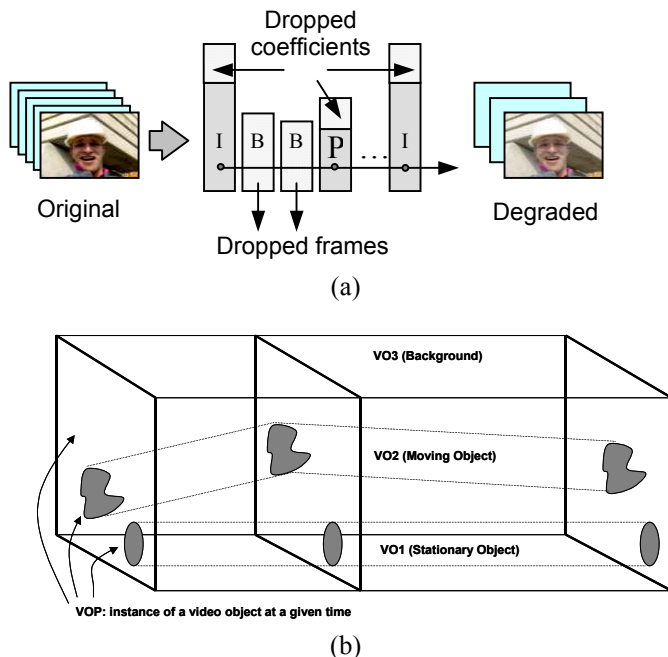 Dropped
coefficients
I B B P ... I
Original
Degraded
Dropped frames
(a)
VO3 (Background)
VO2 (Moving Object)
VO1 (Stationary Object)
VOP: instance of a video object at a given time
(b)